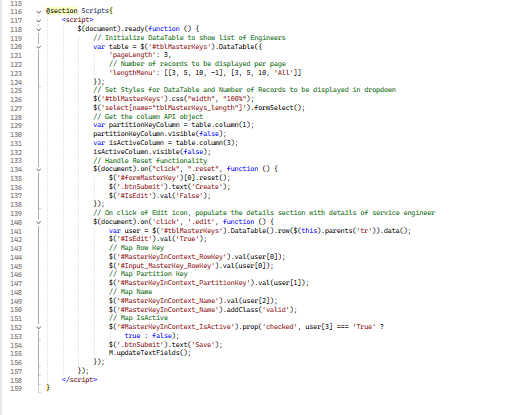 115
116 @section Scripts{
117 <script>
118 $(document).ready(function () {
119 // Initialize DataTable to show list of Engineers
120 var table = $('#tblMasterKeys').DataTable({
121 'pageLength': 3,
122 // Number of records to be displayed per page
123 'lengthMenu': [[3, 5, 10, -1], [3, 5, 10, 'All']]
124 });
125 // Set Styles for DataTable and Number of Records to be displayed in dropdown
126 $('#tblMasterKeys').css("width", "100%");
127 $('select[name="tblMasterKeys_length"]').formSelect();
128 // Get the column API object
129 var partitionKeyColumn = table.column(1);
130 partitionKeyColumn.visible(false);
131 var isActiveColumn = table.column(3);
132 isActiveColumn.visible(false);
133 // Handle Reset functionality
134 $(document).on("click", ".reset", function () {
135 $('#formMasterKey')[0].reset();
136 $('.btnSubmit').text('Create');
137 $('#IsEdit').val('False');
138 });
139 // On click of Edit icon, populate the details section with details of service engineer
140 $(document).on('click', '.edit', function () {
141 var user = $('#tblMasterKeys').DataTable().row($(this).parents('tr')).data();
142 $('#IsEdit').val('True');
143 // Map Row Key
144 $('#MasterKeyInContext_RowKey').val(user[0]);
145 $('#Input_MasterKey_RowKey').val(user[0]);
146 // Map Partition Key
147 $('#MasterKeyInContext_PartitionKey').val(user[1]);
148 // Map Name
149 $('#MasterKeyInContext_Name').val(user[2]);
150 $('#MasterKeyInContext_Name').addClass('valid');
151 // Map IsActive
152 $('#MasterKeyInContext_IsActive').prop('checked', user[3] === 'True' ?
153 true : false);
154 $('.btnSubmit').text('Save');
155 M.updateTextFields();
156 });
157 });
158 </script>
159 }